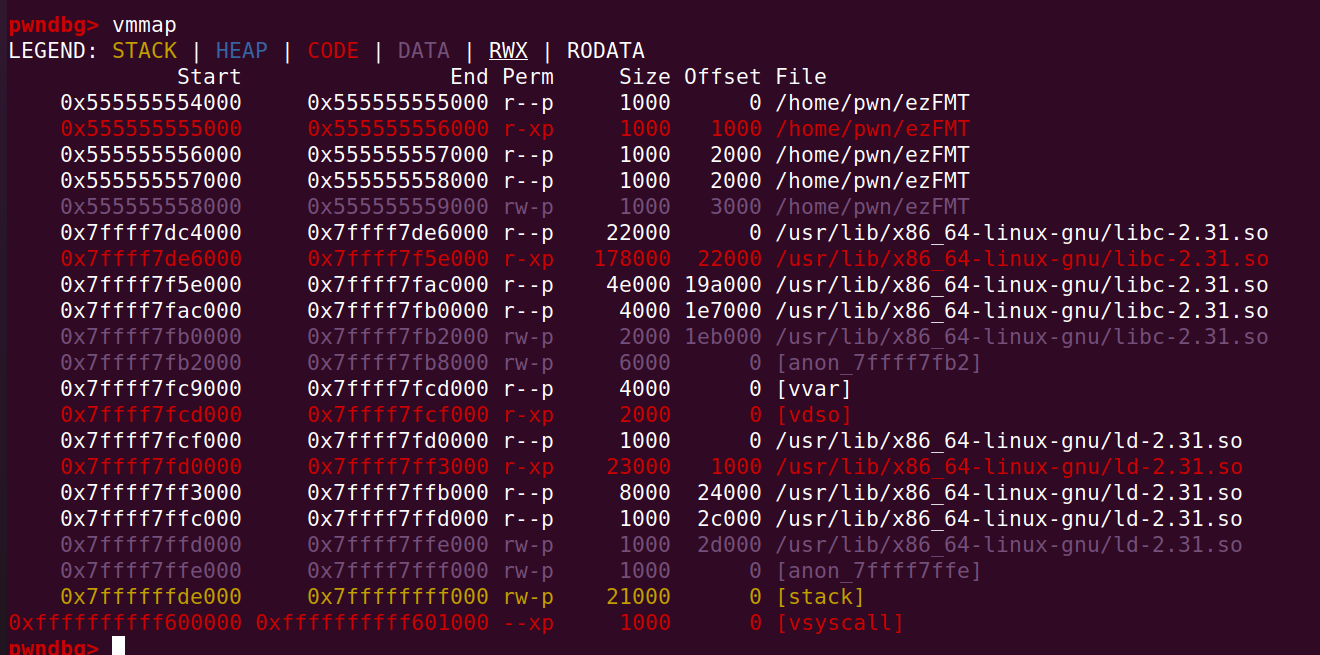 pwndbg> vmmap
LEGEND: STACK | HEAP | CODE | DATA | RWX | RODATA
Start End Perm Size Offset File
0x555555554000 0x555555555000 r--p 1000 0 /home/pwn/ezFMT
0x555555555000 0x555555556000 r-xp 1000 1000 /home/pwn/ezFMT
0x555555556000 0x555555557000 r--p 1000 2000 /home/pwn/ezFMT
0x555555557000 0x555555558000 r--p 1000 2000 /home/pwn/ezFMT
0x555555558000 0x555555559000 rw-p 1000 3000 /home/pwn/ezFMT
0x7ffff7dc4000 0x7ffff7de6000 r--p 22000 0 /usr/lib/x86_64-linux-gnu/libc-2.31.so
0x7ffff7de6000 0x7ffff7f5e000 r-xp 178000 22000 /usr/lib/x86_64-linux-gnu/libc-2.31.so
0x7ffff7f5e000 0x7ffff7fac000 r--p 4e000 19a000 /usr/lib/x86_64-linux-gnu/libc-2.31.so
0x7ffff7fac000 0x7ffff7fb0000 r--p 4000 1e7000 /usr/lib/x86_64-linux-gnu/libc-2.31.so
0x7ffff7fb0000 0x7ffff7fb2000 rw-p 2000 1eb000 /usr/lib/x86_64-linux-gnu/libc-2.31.so
0x7ffff7fb2000 0x7ffff7fb8000 rw-p 6000 0 [anon_7ffff7fb2]
0x7ffff7fc9000 0x7ffff7fcd000 r--p 4000 0 [vvar]
0x7ffff7fcd000 0x7ffff7fcf000 r-xp 2000 0 [vdso]
0x7ffff7fcf000 0x7ffff7fd0000 r--p 1000 0 /usr/lib/x86_64-linux-gnu/ld-2.31.so
0x7ffff7fd0000 0x7ffff7ff3000 r-xp 23000 1000 /usr/lib/x86_64-linux-gnu/ld-2.31.so
0x7ffff7ff3000 0x7ffff7ffb000 r--p 8000 24000 /usr/lib/x86_64-linux-gnu/ld-2.31.so
0x7ffff7ffc000 0x7ffff7ffd000 r--p 1000 2c000 /usr/lib/x86_64-linux-gnu/ld-2.31.so
0x7ffff7ffd000 0x7ffff7ffe000 rw-p 1000 2d000 /usr/lib/x86_64-linux-gnu/ld-2.31.so
0x7ffff7ffe000 0x7ffff7fff000 rw-p 1000 0 [anon_7ffff7ffe]
0x7ffffffde000 0x7ffffffff000 rw-p 21000 0 [stack]
0xffffffffff600000 0xffffffffff601000 --xp 1000 0 [vsyscall]
pwndbg>